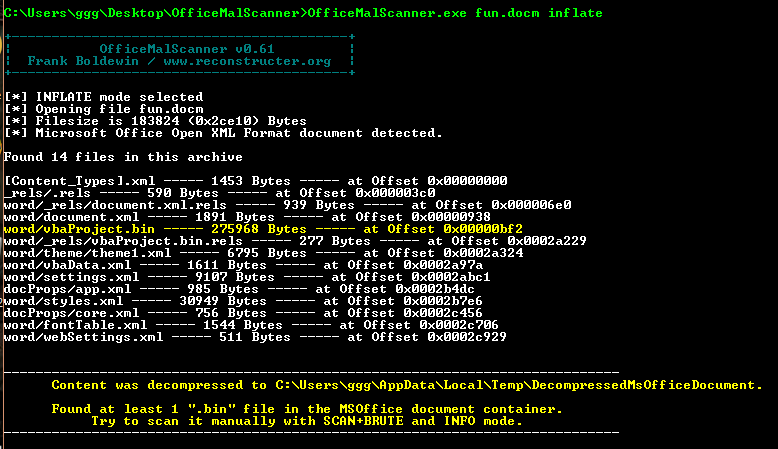 C:\Users\ggg\Desktop\OfficeMalScanner>OfficeMalScanner.exe fun.docm inflate
+------------------------------------------+
|           OfficeMalScanner v0.61         |
|  Frank Boldewin / www.reconstructer.org  |
+------------------------------------------+
[*] INFLATE mode selected
[*] Opening file fun.docm
[*] Filesize is 183824 (0x2ce10) Bytes
[*] Microsoft Office Open XML Format document detected.
Found 14 files in this archive
[Content_Types].xml ----- 1453 Bytes ----- at Offset 0x00000000
_rels/.rels ----- 590 Bytes ----- at Offset 0x000003c0
word/_rels/document.xml.rels ----- 939 Bytes ----- at Offset 0x000006e0
word/document.xml ----- 1891 Bytes ----- at Offset 0x00000938
word/vbaProject.bin ----- 275968 Bytes ----- at Offset 0x00000bf2
word/_rels/vbaProject.bin.rels ----- 277 Bytes ----- at Offset 0x0002a229
word/theme/theme1.xml ----- 6795 Bytes ----- at Offset 0x0002a324
word/vbaData.xml ----- 1611 Bytes ----- at Offset 0x0002a97a
word/settings.xml ----- 9107 Bytes ----- at Offset 0x0002abc1
docProps/app.xml ----- 985 Bytes ----- at Offset 0x0002b4dc
word/styles.xml ----- 30949 Bytes ----- at Offset 0x0002b7e6
docProps/core.xml ----- 756 Bytes ----- at Offset 0x0002c456
word/fontTable.xml ----- 1544 Bytes ----- at Offset 0x0002c706
word/webSettings.xml ----- 511 Bytes ----- at Offset 0x0002c929
-----------------------------------------------------------------------------
Content was decompressed to C:\Users\ggg\AppData\Local\Temp\DecompressedMsOfficeDocument.
Found at least 1 ".bin" file in the MSOffice document container.
Try to scan it manually with SCAN+BRUTE and INFO mode.
-----------------------------------------------------------------------------